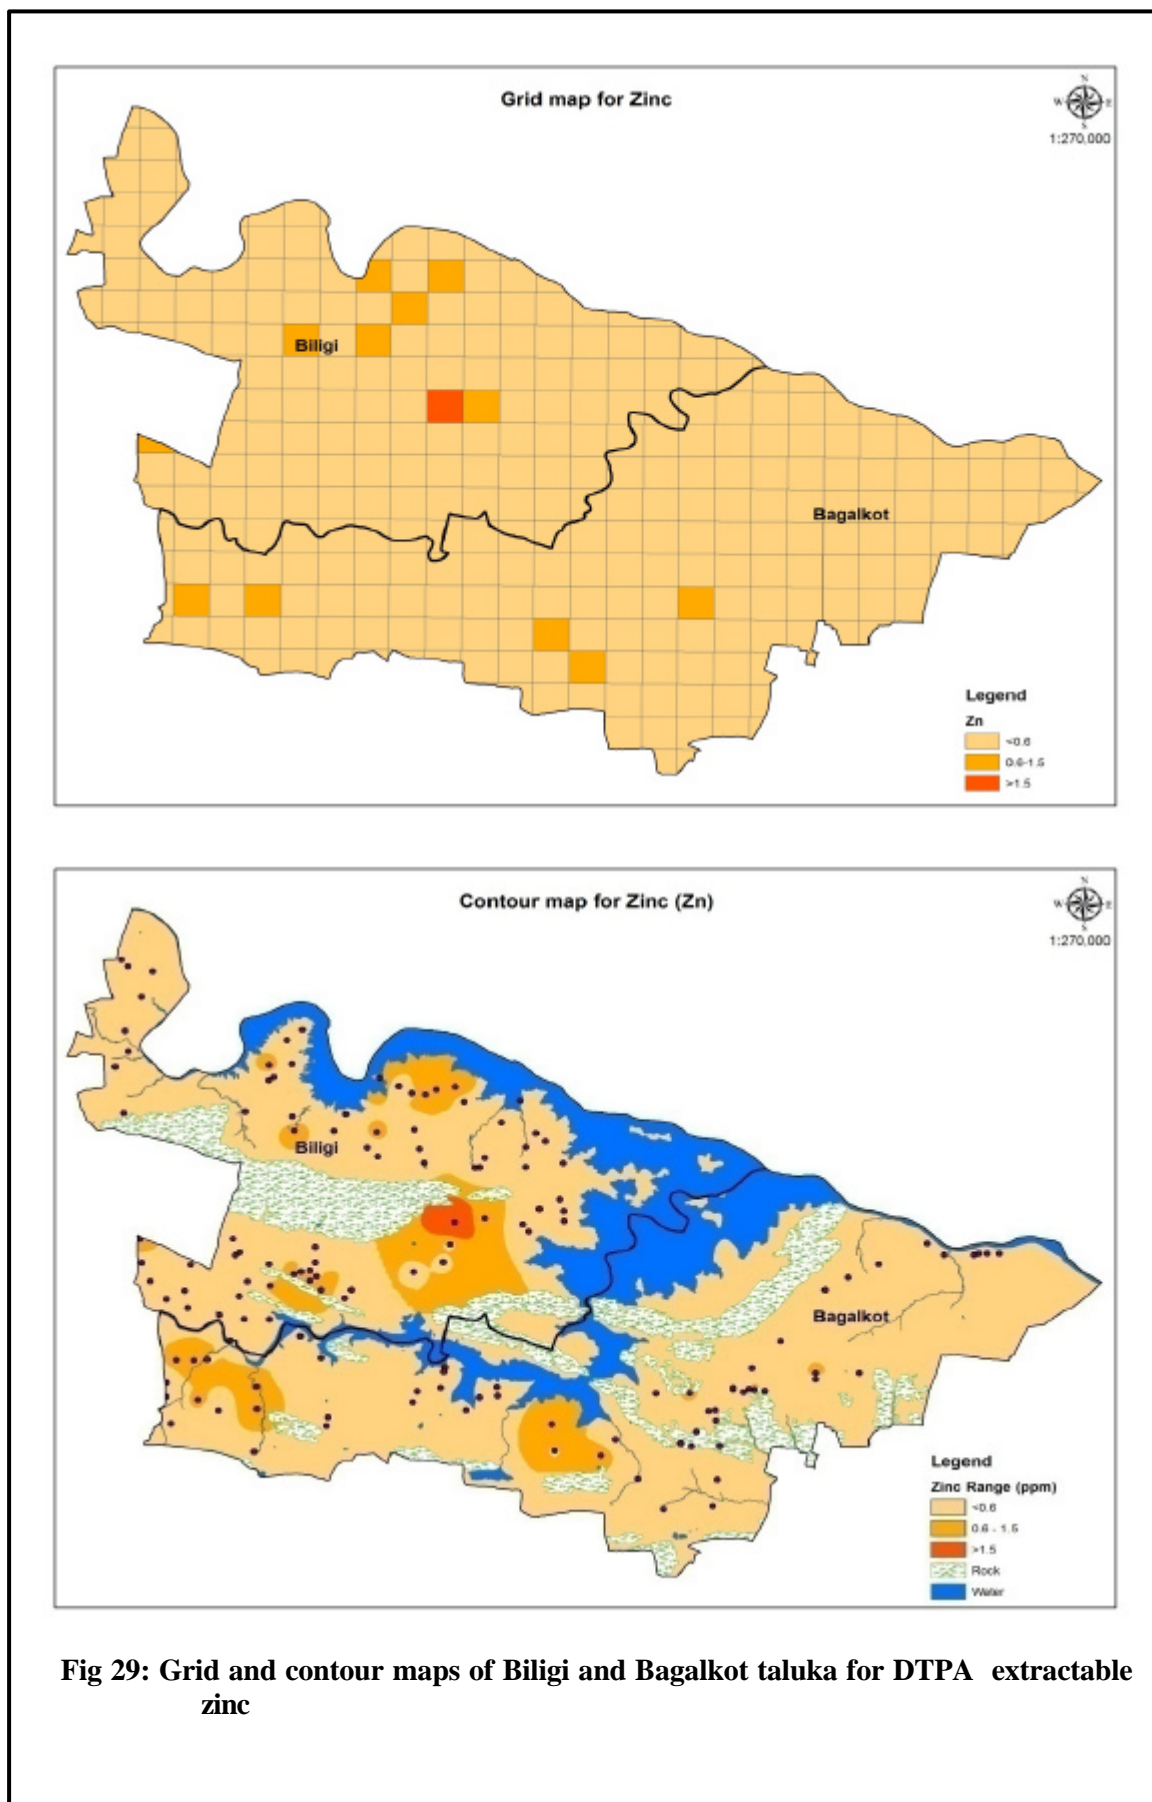 Grid map for Zinc
N
W E
S
1:270,000
Biligi
Bagalkot
Legend
Zn
<0.6
0.6-1.5
>1.5
Contour map for Zinc (Zn)
N
W E
S
1:270,000
Biligi
Bagalkot
Legend
Zinc Range (ppm)
<0.6
0.6 - 1.5
>1.5
Rock
Water
Fig 29: Grid and contour maps of Biligi and Bagalkot taluka for DTPA extractable
zinc